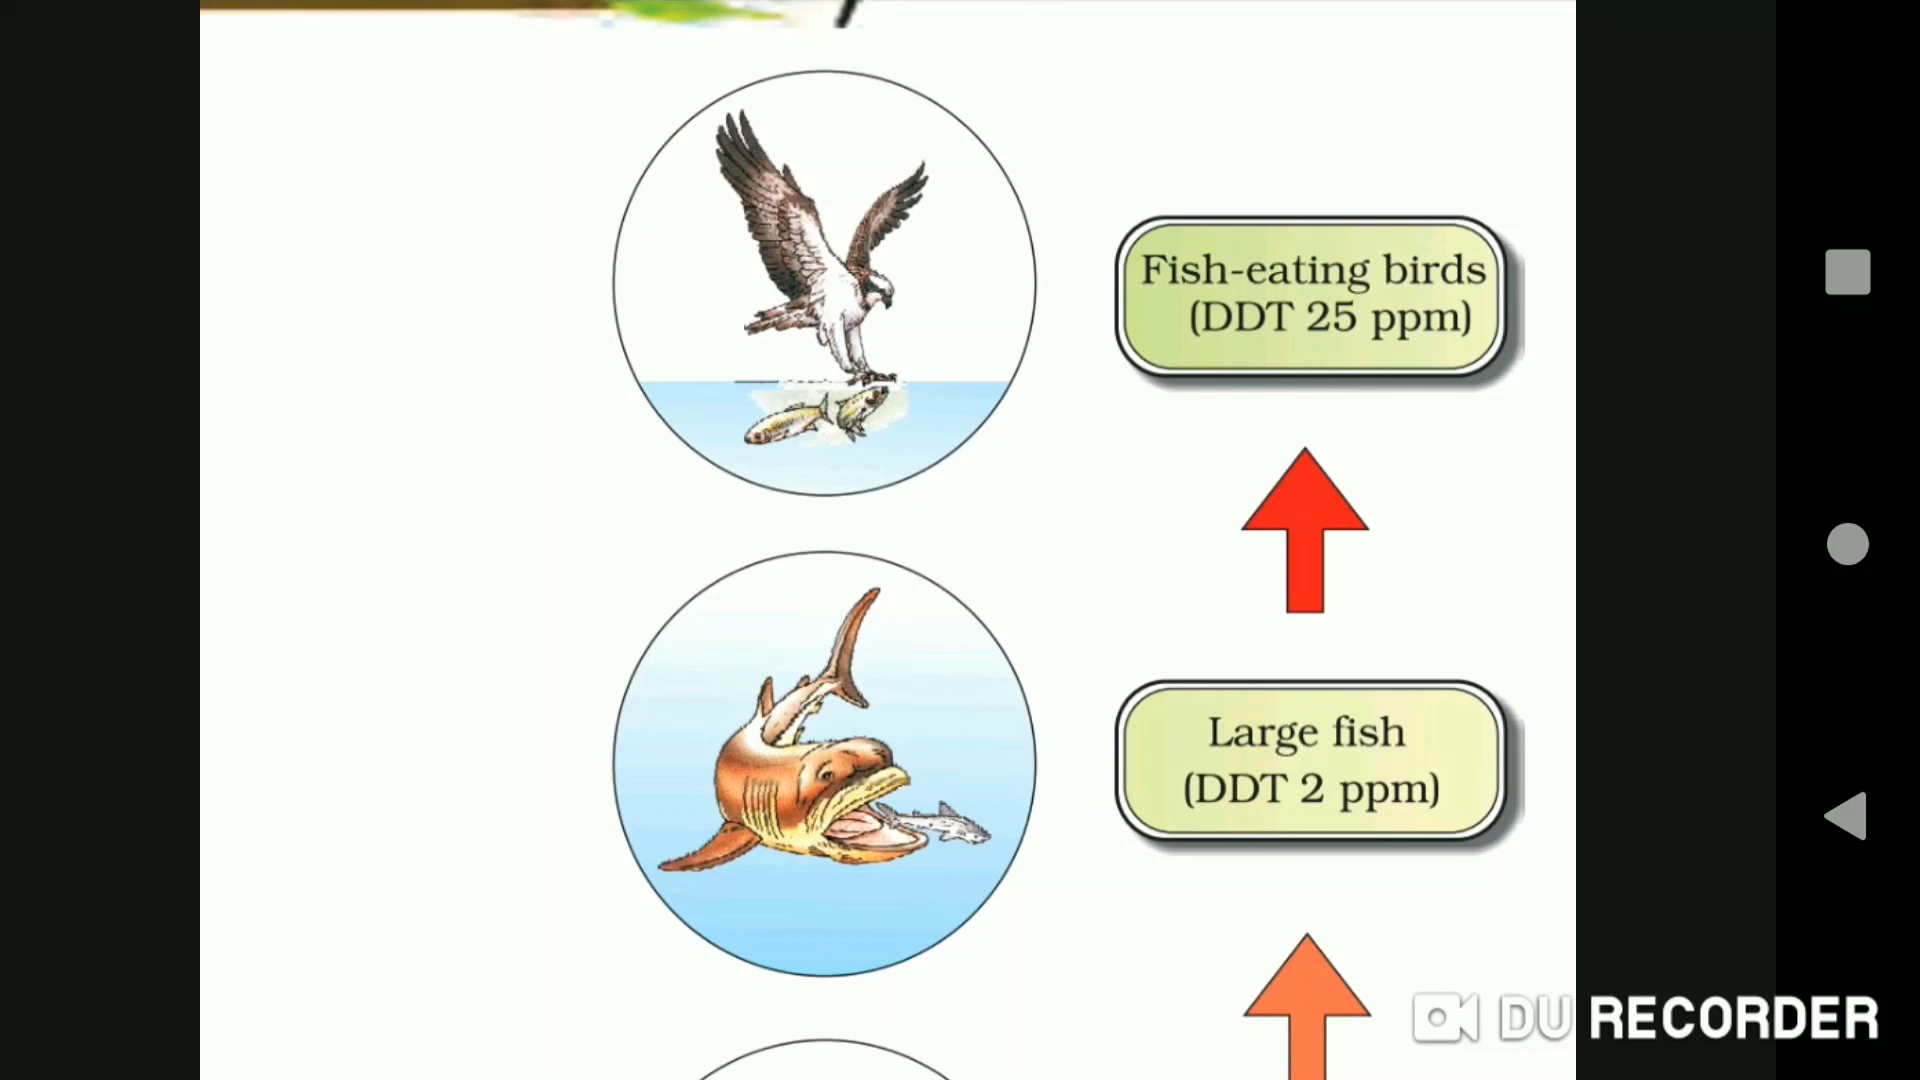 Fish-eating birds
(DDT 25 ppm)
Large fish
(DDT 2 ppm)
DU RECORDER